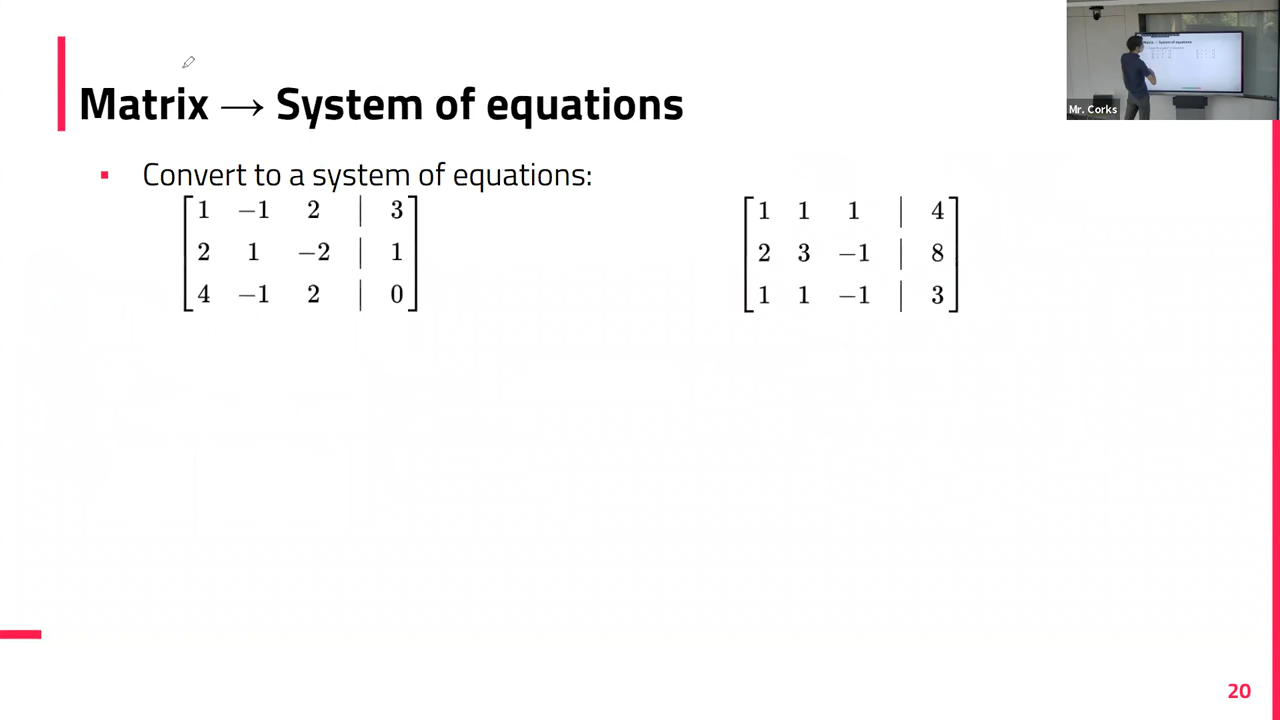 Mr. Corks
Matrix → System of equations
▪ Convert to a system of equations:
[1 −1 2 | 3]
[2 1 −2 | 1]
[4 −1 2 | 0]
[1 1 1 | 4]
[2 3 −1 | 8]
[1 1 −1 | 3]
20